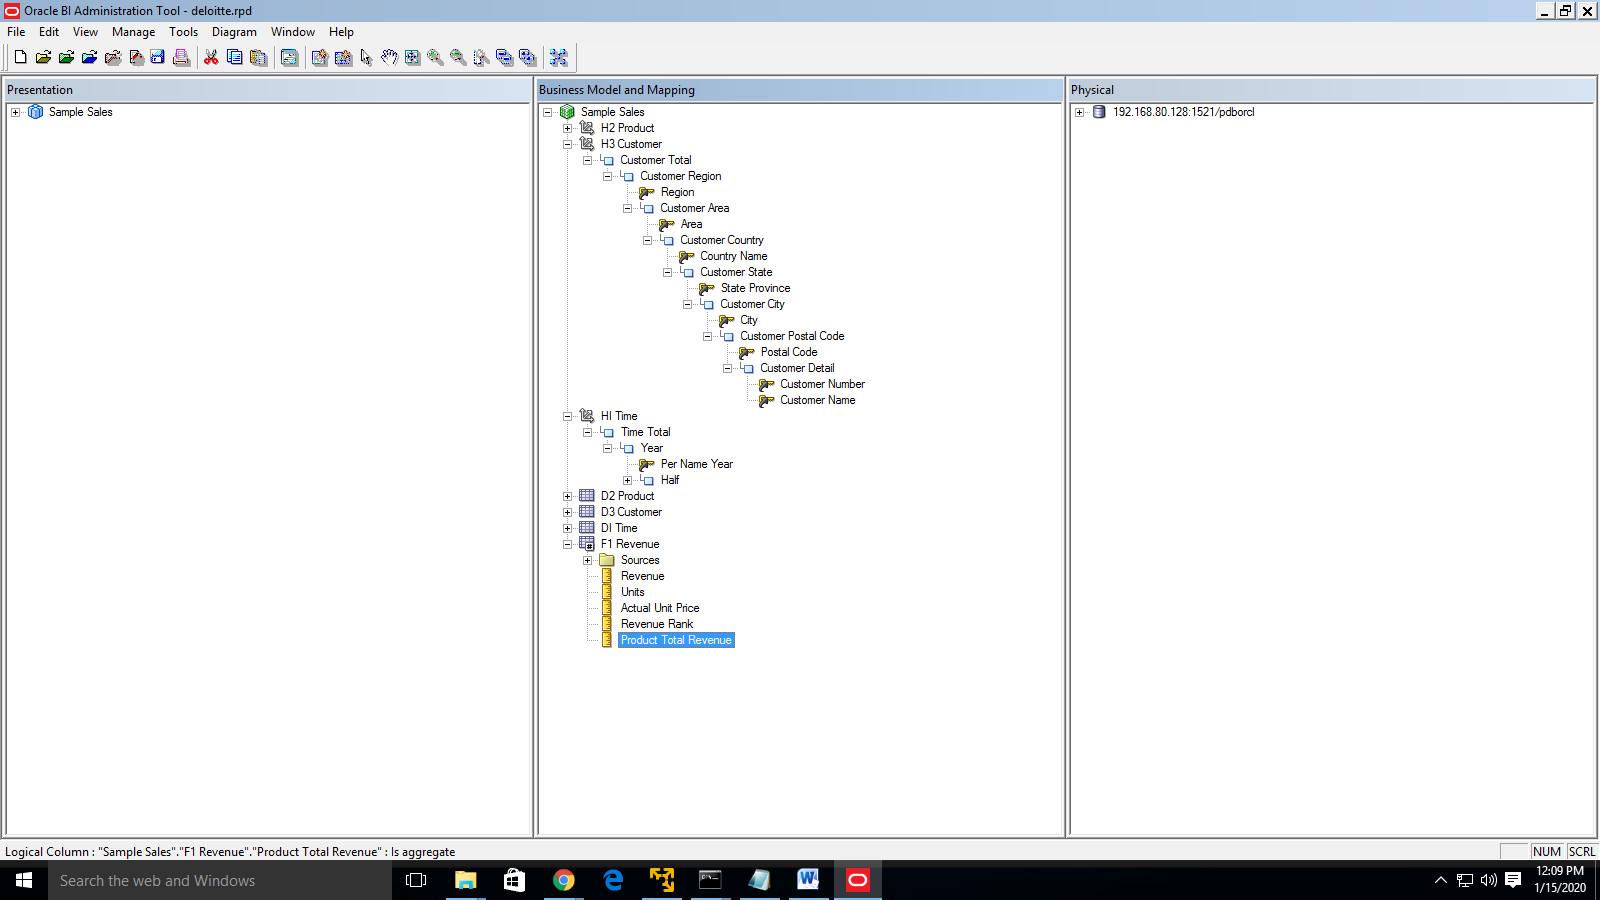 Oracle BI Administration Tool - deloitte.rpd
File Edit View Manage Tools Diagram Window Help
Presentation
Sample Sales
Business Model and Mapping
Sample Sales
H2 Product
H3 Customer
Customer Total
Customer Region
Region
Customer Area
Area
Customer Country
Country Name
Customer State
State Province
Customer City
City
Customer Postal Code
Postal Code
Customer Detail
Customer Number
Customer Name
HI Time
Time Total
Year
Per Name Year
Half
D2 Product
D3 Customer
DI Time
F1 Revenue
Sources
Revenue
Units
Actual Unit Price
Revenue Rank
Product Total Revenue
Physical
192.168.80.128:1521/pdborcl
Logical Column : "Sample Sales"."F1 Revenue"."Product Total Revenue" : Is aggregate
NUM SCRL
Search the web and Windows
12:09 PM
1/15/2020